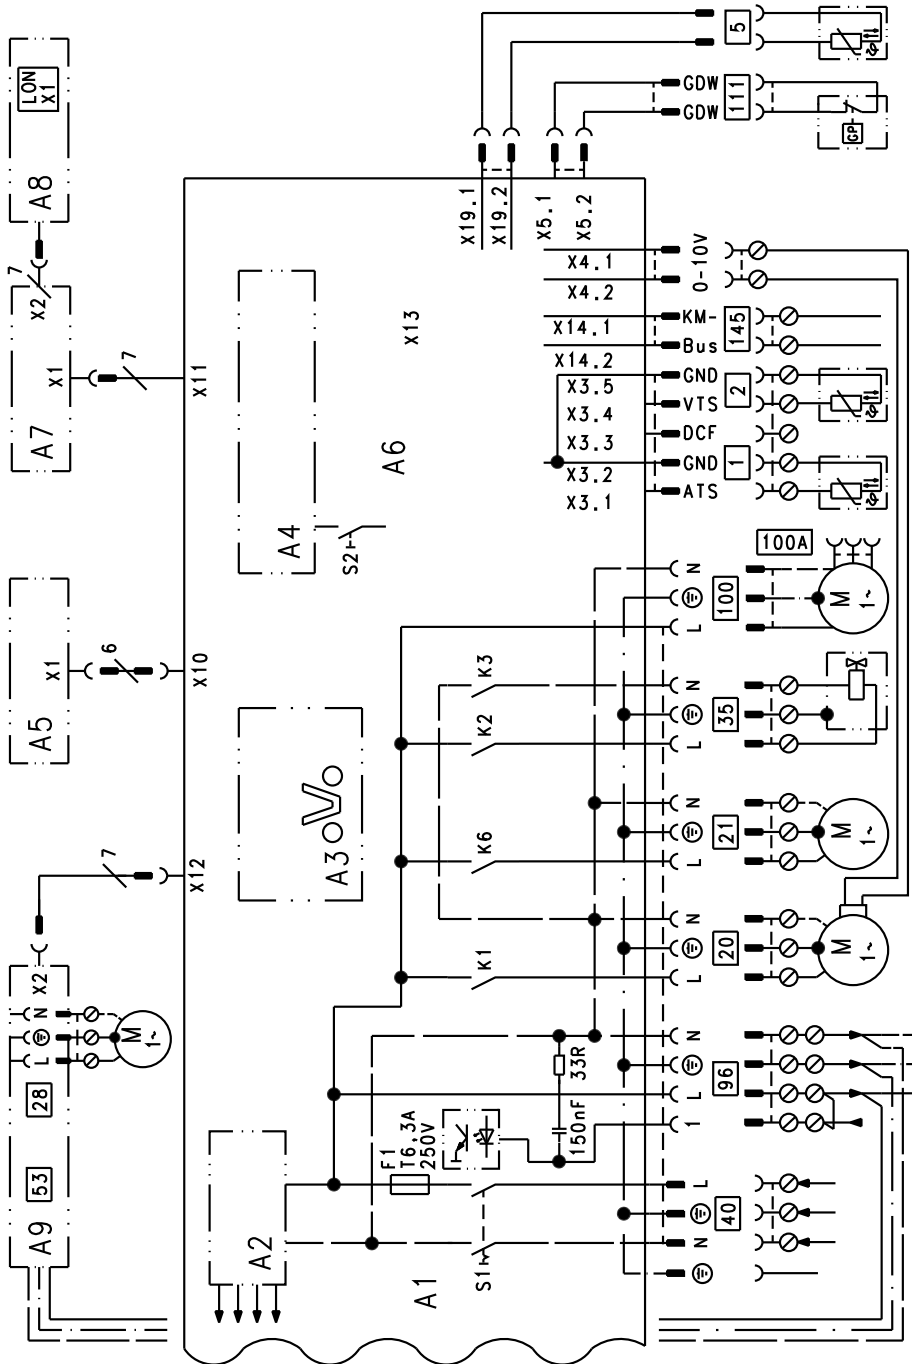 LON
X1
A8
7
X2
X1
A7
7
X11
X1
A5
6
X10
7
X12
X2
N
L
M
1~
28
53
A9
5
GDW
GDW
111
GP
X19.1
X19.2
X5.1
X5.2
X4.1
X4.2
0-10V
X13
X14.1
KM-
Bus
145
X14.2
X3.5
GND
VTS
2
X3.4
X3.3
DCF
GND
1
X3.2
ATS
X3.1
A6
A4
S2
100A
N
L
100
M
1~
K3
K2
N
L
35
A3
K6
N
L
21
M
1~
K1
N
L
20
M
1~
33R
150nF
N
L
1
96
F1
T6,3A
250V
A2
A1
S1
L
N
40